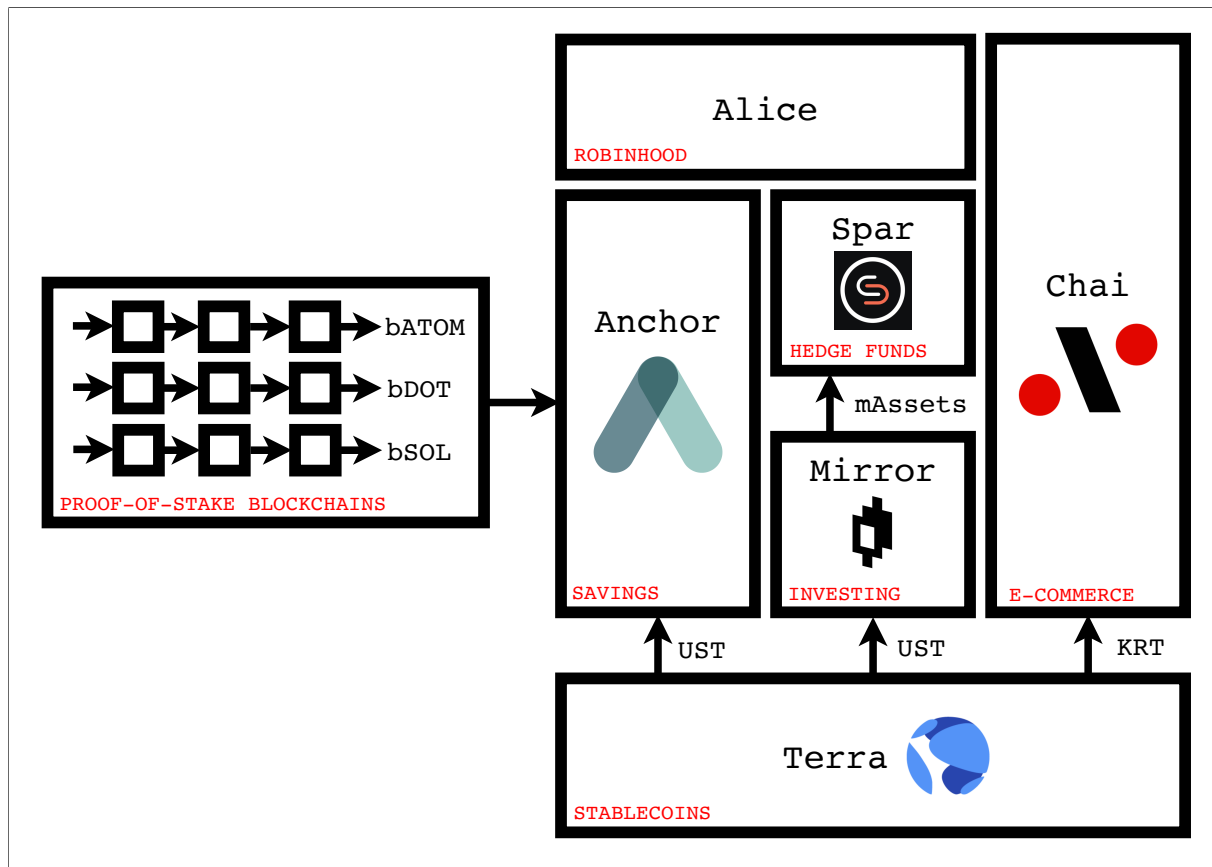 Alice
ROBINHOOD
bATOM
bDOT
bSOL
PROOF-OF-STAKE BLOCKCHAINS
Anchor
SAVINGS
Spar
HEDGE FUNDS
mAssets
Mirror
INVESTING
Chai
E-COMMERCE
UST
UST
KRT
Terra
STABLECOINS